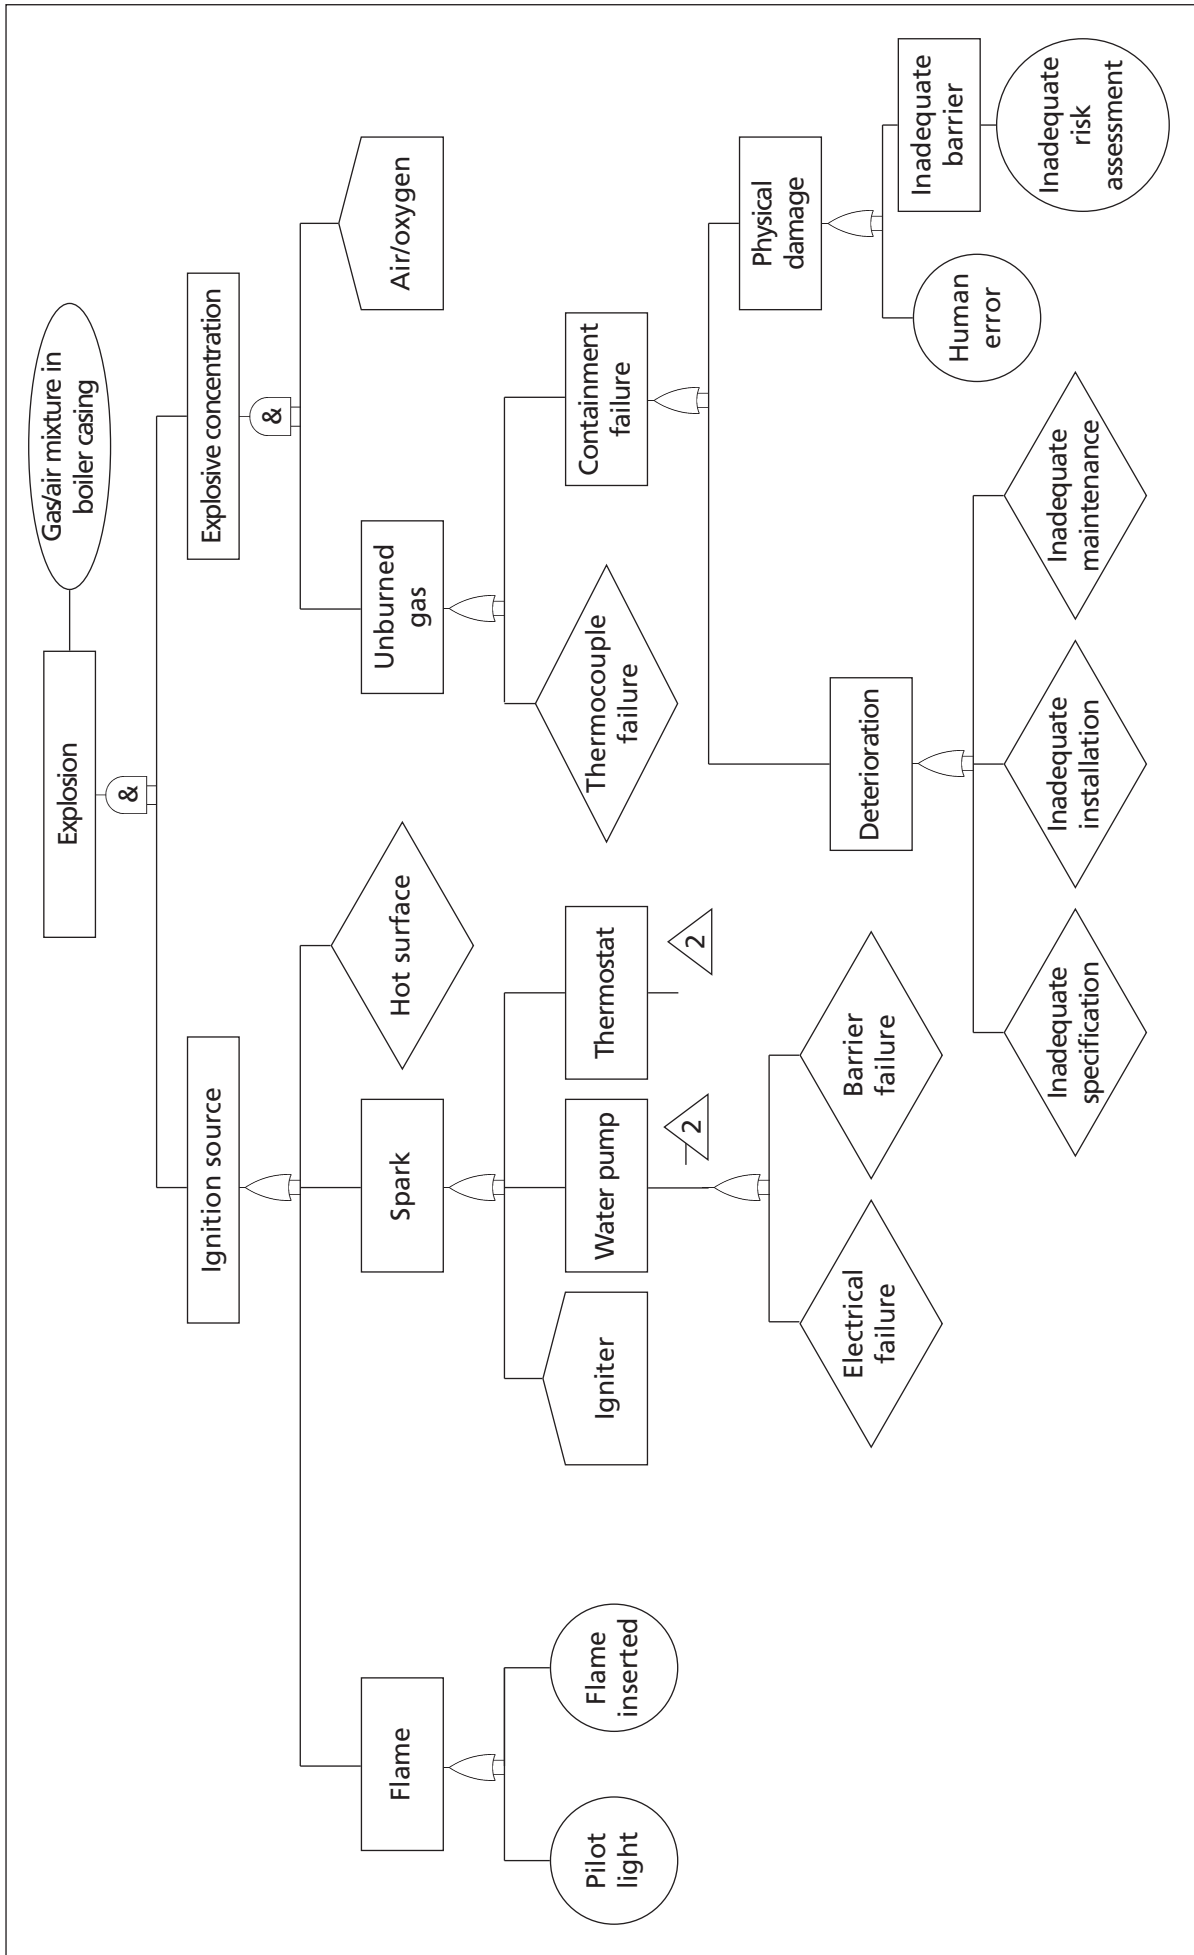 Gas/air mixture in
boiler casing
Explosion
&
Ignition source
Explosive concentration
&
Flame
Spark
Hot surface
Unburned
gas
Air/oxygen
Pilot
light
Flame
inserted
Igniter
Water pump
Thermostat
Thermocouple
failure
Containment
failure
2
2
Electrical
failure
Barrier
failure
Deterioration
Physical
damage
Inadequate
specification
Inadequate
installation
Inadequate
maintenance
Human
error
Inadequate
barrier
Inadequate
risk
assessment